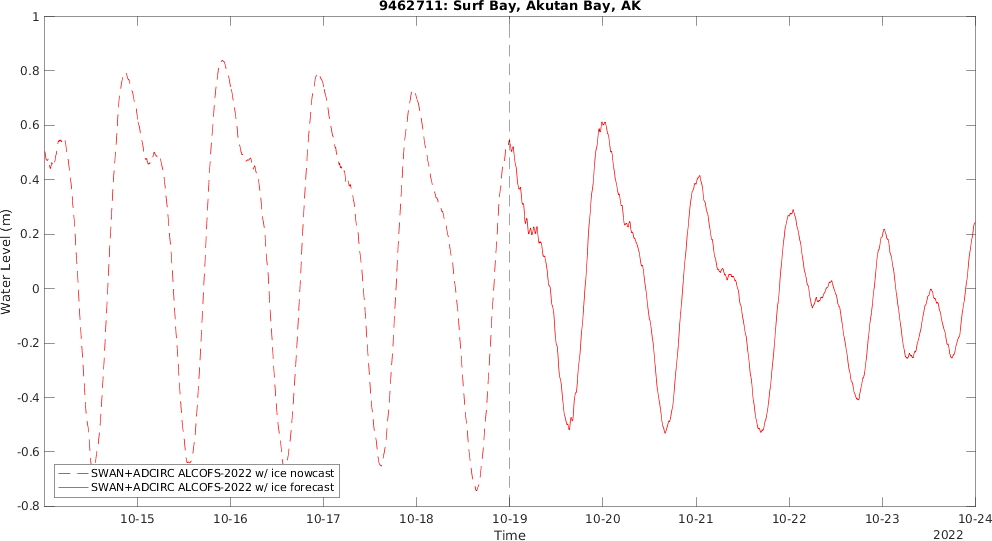 9462711: Surf Bay, Akutan Bay, AK
Water Level (m)
1
0.8
0.6
0.4
0.2
0
-0.2
-0.4
-0.6
-0.8
SWAN+ADCIRC ALCOFS-2022 w/ ice nowcast
SWAN+ADCIRC ALCOFS-2022 w/ ice forecast
10-15 10-16 10-17 10-18 10-19 10-20 10-21 10-22 10-23 10-24
Time
2022